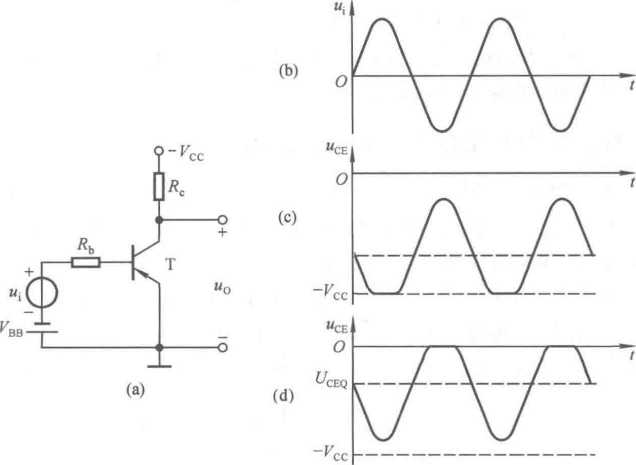 −V_CC
R_c
+
R_b
T
+
u_i
−
V_BB
u_O
−
(a)
u_i
(b)
O
t
u_CE
O
t
(c)
−V_CC
u_CE
O
t
U_CEQ
(d)
−V_CC